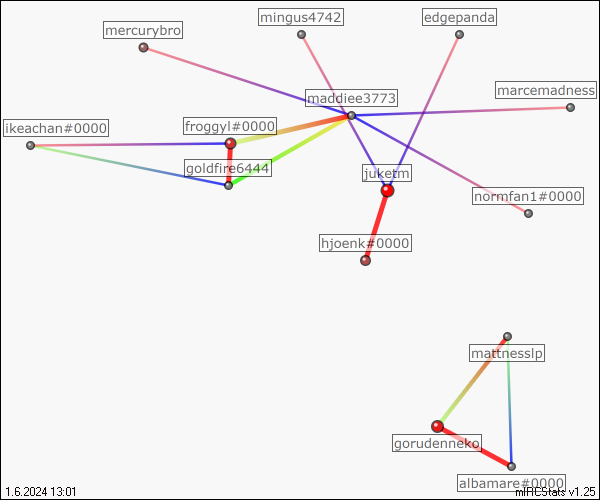 mingus4742
edgepanda
mercurybro
marcemadness
maddiee3773
ikeachan#0000
froggyl#0000
goldfire6444
juketm
normfan1#0000
hjoenk#0000
mattnesslp
gorudenneko
albamare#0000
1.6.2024 13:01
mIRCStats v1.25